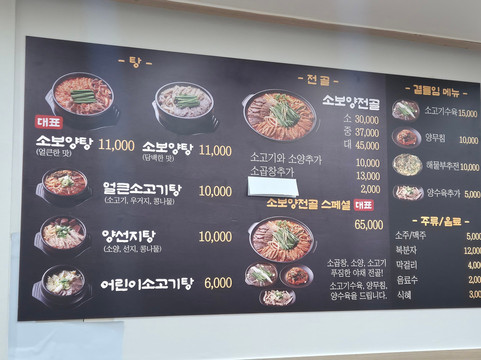 - 탕 -
대표
소보양탕 11,000
(얼큰한 맛)
소보양탕 11,000
(담백한 맛)
얼큰소고기탕 10,000
(소고기, 우거지, 콩나물)
양선지탕 10,000
(소양, 선지, 콩나물)
어린이소고기탕 6,000
- 전골 -
소보양전골
소 30,000
중 37,000
대 45,000
소고기와 소양추가 10,000
소곱창추가 13,000
2,000
소보양전골 스페셜 대표
65,000
소곱창, 소양, 소고기
푸짐한 야채 전골!
소고기수육, 양무침,
양수육을 드립니다.
- 곁들임 메뉴 -
소고기수육 15,000
양무침 10,000
해물부추전 10,000
양수육추가 5,000
- 주류/음료 -
소주/맥주 5,000
복분자 12,000
막걸리 4,000
음료수 2,000
식혜 3,000